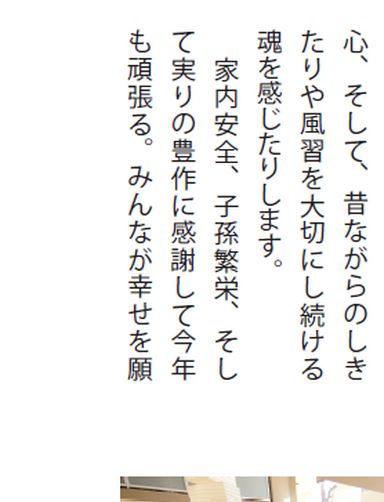 心、そして、昔ながらのしき
たりや風習を大切にし続ける
魂を感じたりします。
　家内安全、子孫繁栄、そし
て実りの豊作に感謝して今年
も頑張る。みんなが幸せを願